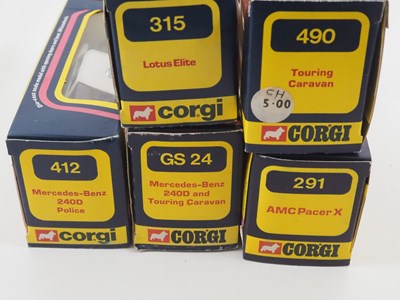 315
Lotus Elite
corgi
490
Touring
Caravan
SH
5.00
CORGI
412
Mercedes-Benz
240D
Police
corgi
GS 24
Mercedes-Benz
240D and
Touring Caravan
CORGI
291
AMC Pacer X
CORGI